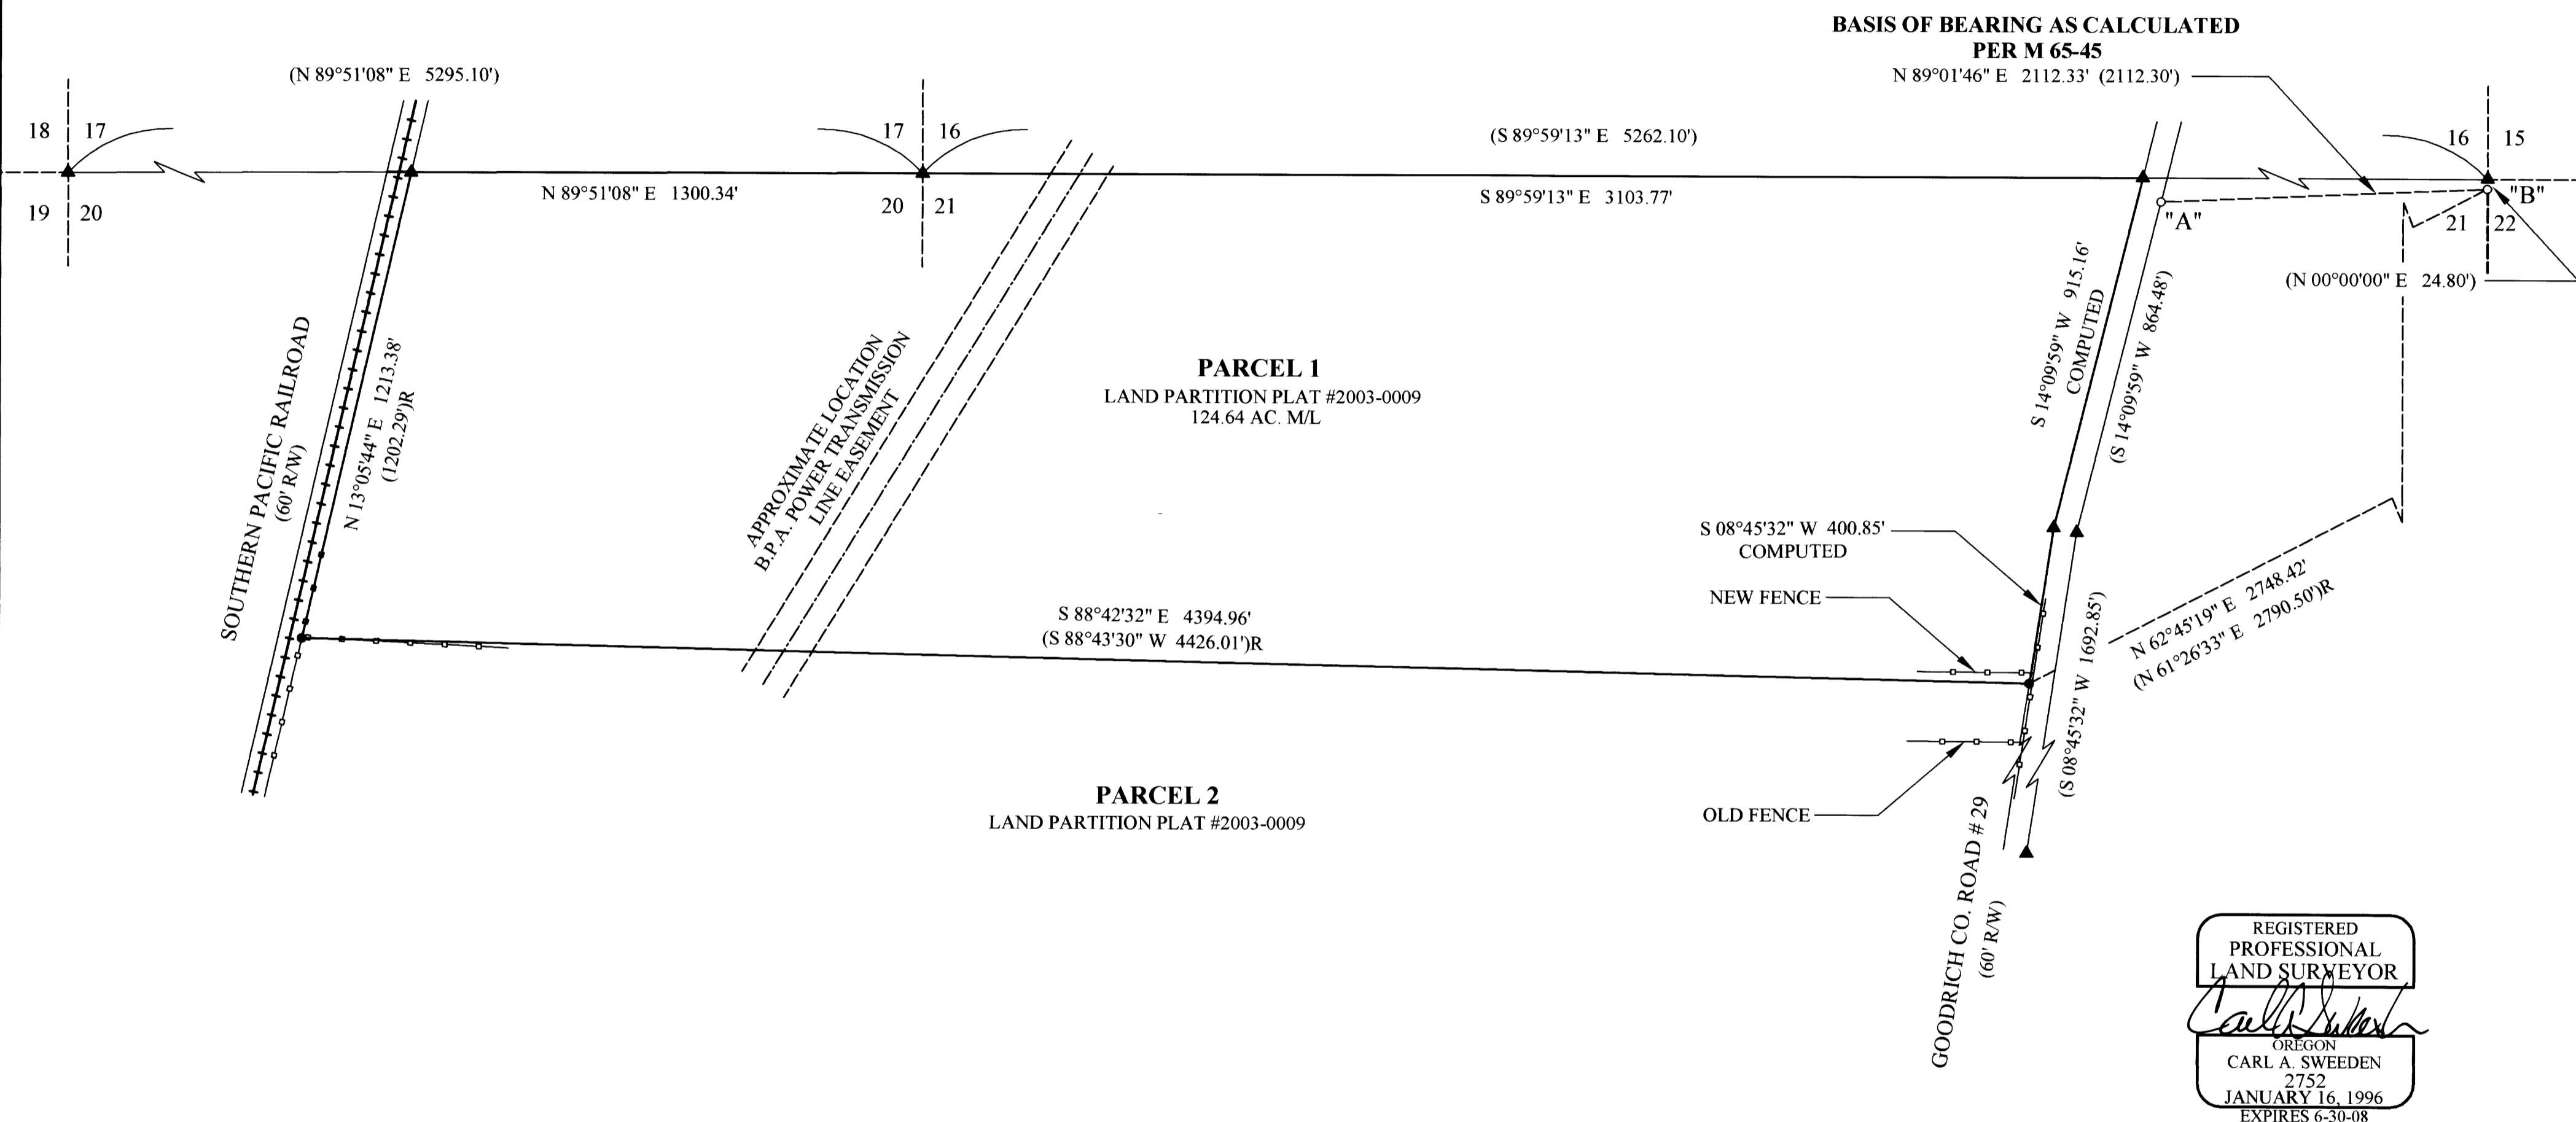 BASIS OF BEARING AS CALCULATED
PER M 65-45
N 89°01'46" E 2112.33' (2112.30')
(N 89°51'08" E 5295.10')
18 17
17 16
(S 89°59'13" E 5262.10')
16 15
N 89°51'08" E 1300.34'
S 89°59'13" E 3103.77'
"B"
19 20
20 21
"A"
21 22
(N 00°00'00" E 24.80')
SOUTHERN PACIFIC RAILROAD
(60' R/W)
N 13°05'44" E 1213.38'
(1202.29')R
APPROXIMATE LOCATION
B.P.A. POWER TRANSMISSION
LINE EASEMENT
PARCEL 1
LAND PARTITION PLAT #2003-0009
124.64 AC. M/L
S 14°09'59" W 915.16'
COMPUTED
(S 14°09'59" W 864.48')
S 08°45'32" W 400.85'
COMPUTED
NEW FENCE
S 88°42'32" E 4394.96'
(S 88°43'30" W 4426.01')R
N 62°45'19" E 2748.42'
(N 61°26'33" E 2790.50')R
(S 08°45'32" W 1692.85')
OLD FENCE
PARCEL 2
LAND PARTITION PLAT #2003-0009
GOODRICH CO. ROAD # 29
(60' R/W)
REGISTERED
PROFESSIONAL
LAND SURVEYOR
OREGON
CARL A. SWEEDEN
2752
JANUARY 16, 1996
EXPIRES 6-30-08